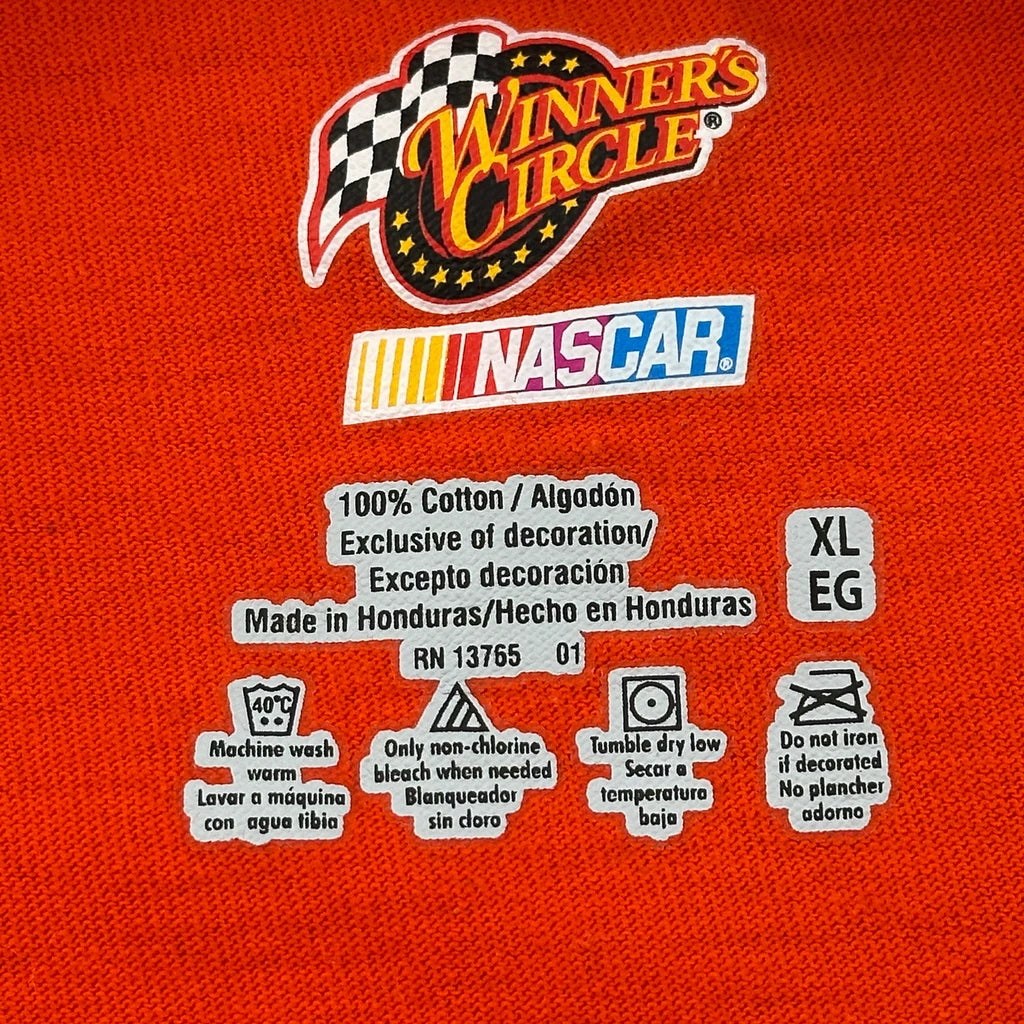 WINNER'S
CIRCLE®
NASCAR®
100% Cotton / Algodón
Exclusive of decoration/
Excepto decoración
Made in Honduras/Hecho en Honduras
RN 13765 01
XL
EG
40°C
Machine wash
warm
Lavar a máquina
con agua tibia
Only non-chlorine
bleach when needed
Blanqueador
sin cloro
Tumble dry low
Secar a
temperatura
baja
Do not iron
if decorated
No plancher
adorno